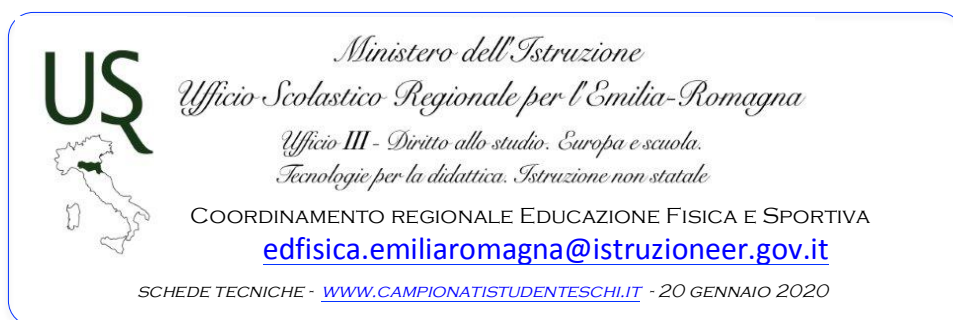 USR
Ministero dell'Istruzione
Ufficio Scolastico Regionale per l'Emilia-Romagna
Ufficio III - Diritto allo studio. Europa e scuola.
Tecnologie per la didattica. Istruzione non statale
COORDINAMENTO REGIONALE EDUCAZIONE FISICA E SPORTIVA
edfisica.emiliaromagna@istruzioneer.gov.it
SCHEDE TECNICHE - WWW.CAMPIONATISTUDENTESCHI.IT - 20 GENNAIO 2020